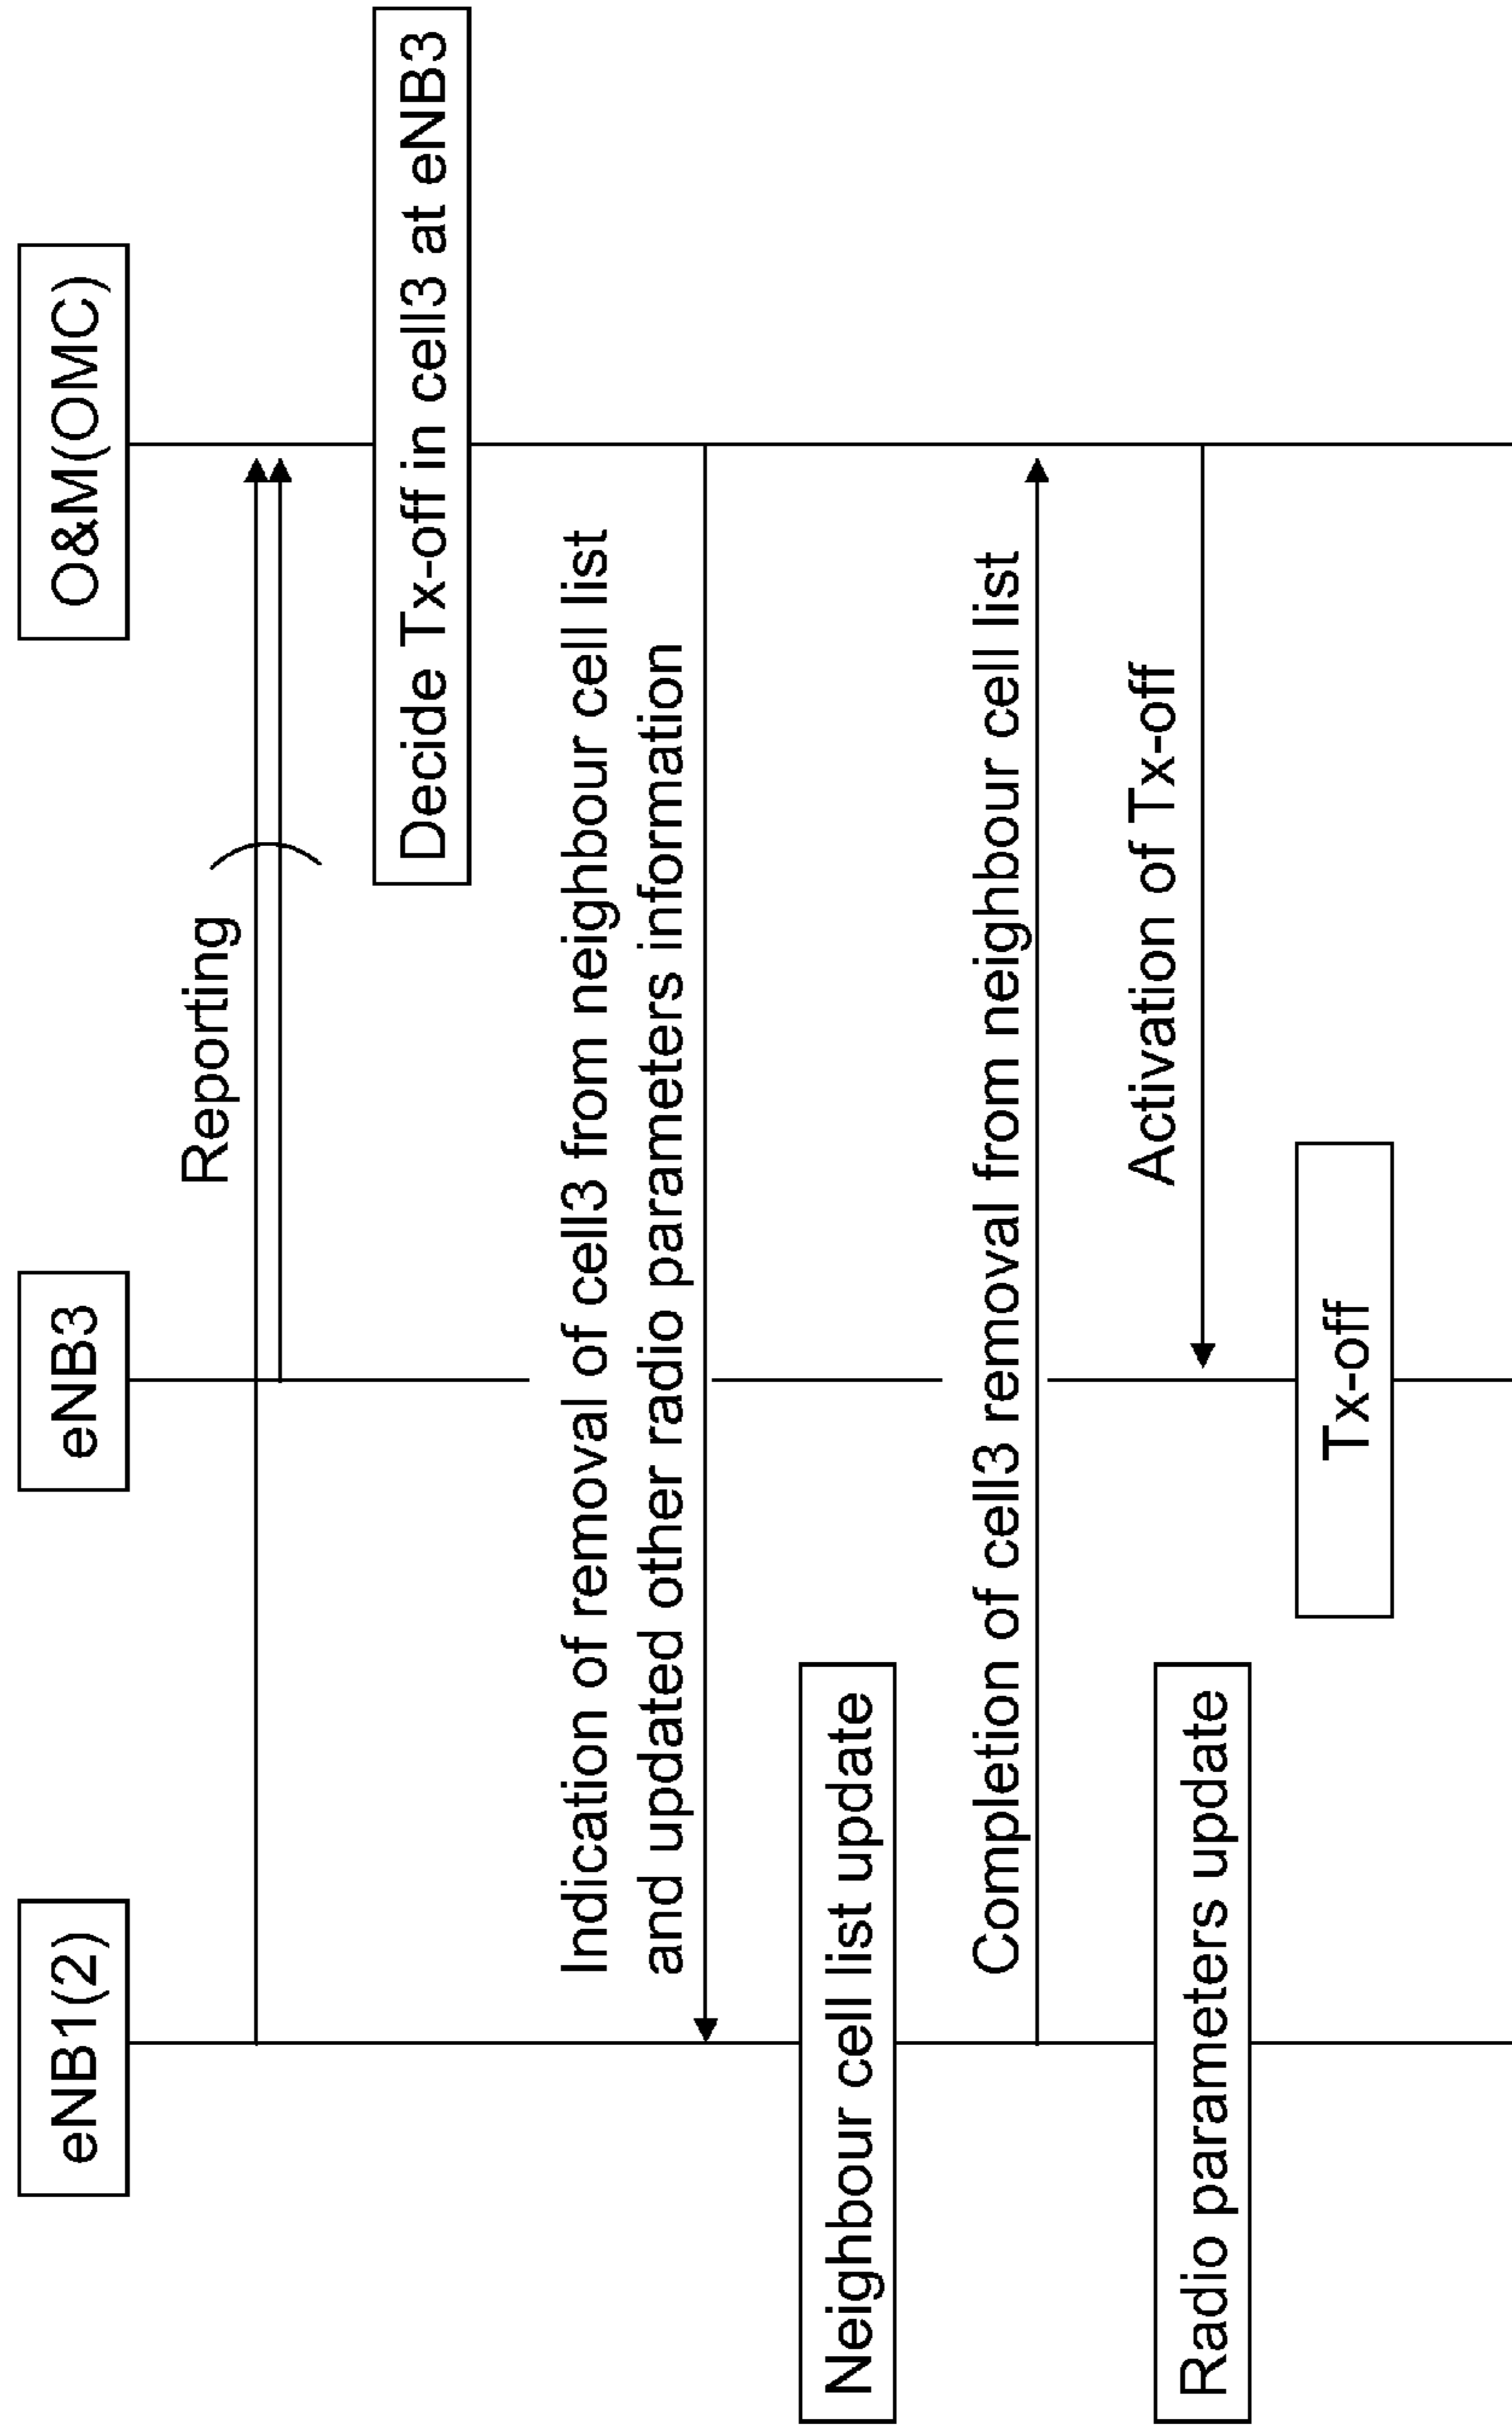 eNB1(2)
eNB3
O&M(OMC)
Reporting
Decide Tx-off in cell3 at eNB3
Indication of removal of cell3 from neighbour cell list
and updated other radio parameters information
Neighbour cell list update
Completion of cell3 removal from neighbour cell list
Activation of Tx-off
Radio parameters update
Tx-off